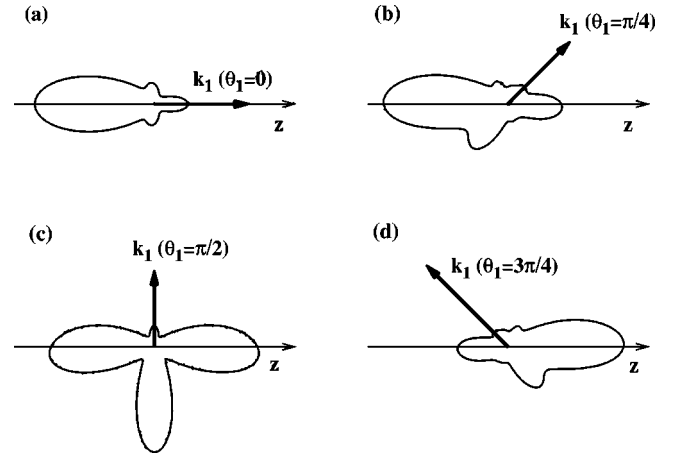 (a)
k₁ (θ₁=0)
z
(b)
k₁ (θ₁=π/4)
z
(c)
k₁ (θ₁=π/2)
z
(d)
k₁ (θ₁=3π/4)
z